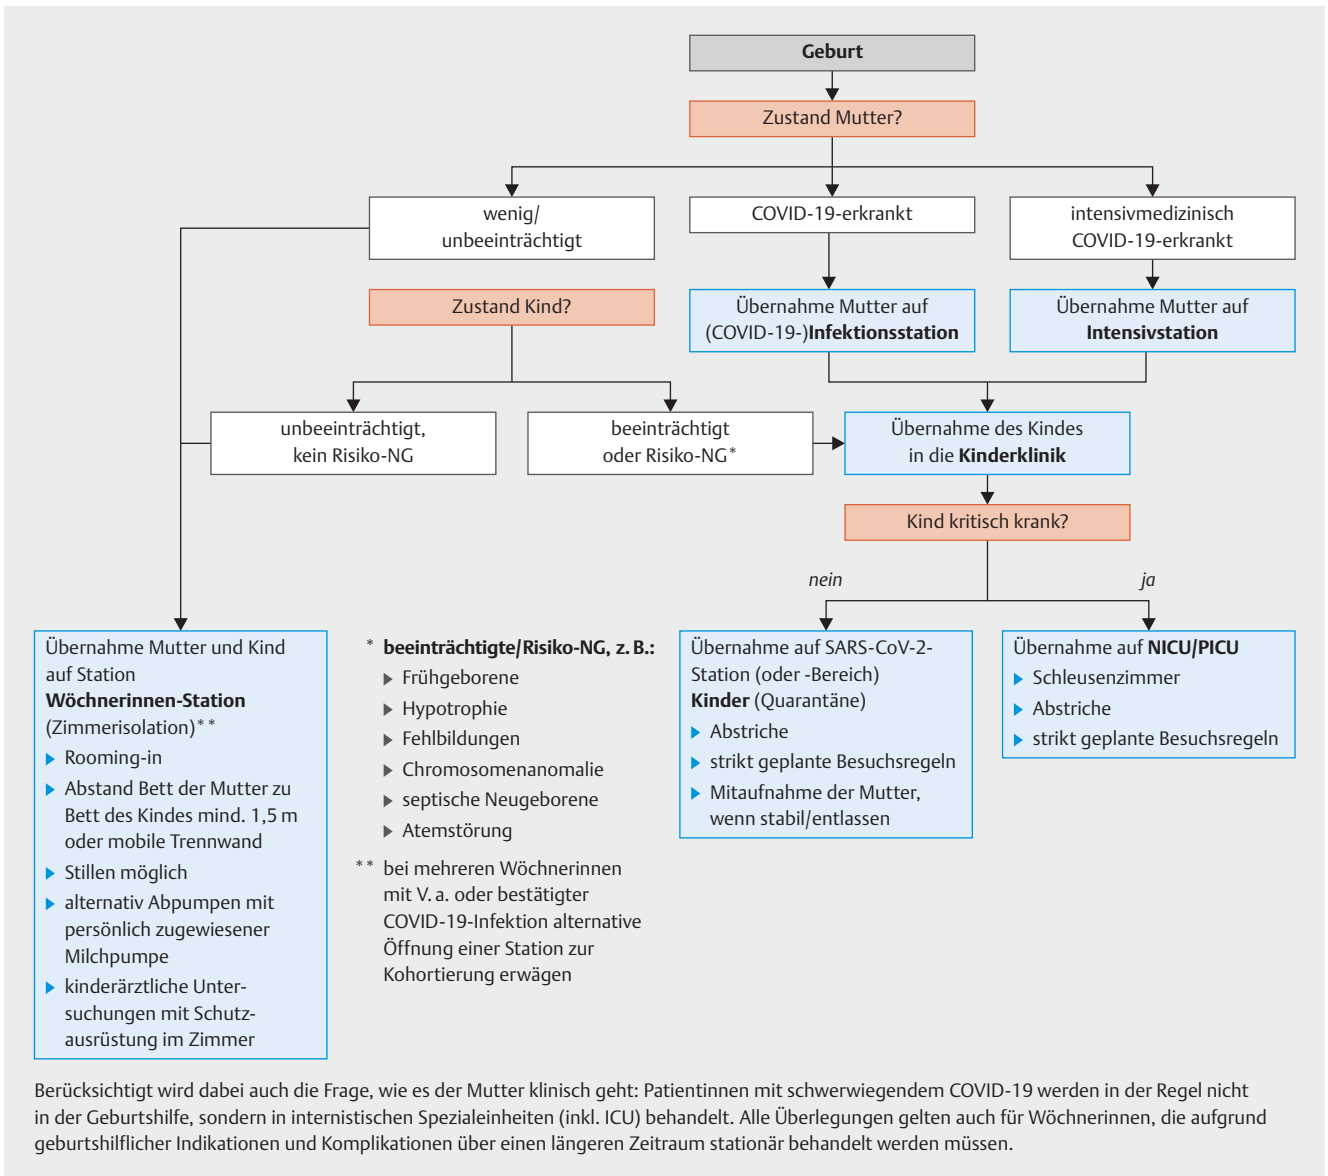 Geburt
Zustand Mutter?
wenig/
unbeeinträchtigt
COVID-19-erkrankt
intensivmedizinisch
COVID-19-erkrankt
Zustand Kind?
Übernahme Mutter auf
(COVID-19-)Infektionsstation
Übernahme Mutter auf
Intensivstation
unbeeinträchtigt,
kein Risiko-NG
beeinträchtigt
oder Risiko-NG*
Übernahme des Kindes
in die Kinderklinik
Kind kritisch krank?
nein
ja
Übernahme Mutter und Kind
auf Station
Wöchnerinnen-Station
(Zimmerisolation)**
Rooming-in
Abstand Bett der Mutter zu
Bett des Kindes mind. 1,5 m
oder mobile Trennwand
Stillen möglich
alternativ Abpumpen mit
persönlich zugewiesener
Milchpumpe
kinderärztliche Unter-
suchungen mit Schutz-
ausrüstung im Zimmer
* beeinträchtigte/Risiko-NG, z. B.:
Frühgeborene
Hypotrophie
Fehlbildungen
Chromosomenanomalie
septische Neugeborene
Atemstörung
** bei mehreren Wöchnerinnen
mit V. a. oder bestätigter
COVID-19-Infektion alternative
Öffnung einer Station zur
Kohortierung erwägen
Übernahme auf SARS-CoV-2-
Station (oder -Bereich)
Kinder (Quarantäne)
Abstriche
strikt geplante Besuchsregeln
Mitaufnahme der Mutter,
wenn stabil/entlassen
Übernahme auf NICU/PICU
Schleusenzimmer
Abstriche
strikt geplante Besuchsregeln
Berücksichtigt wird dabei auch die Frage, wie es der Mutter klinisch geht: Patientinnen mit schwerwiegendem COVID-19 werden in der Regel nicht
in der Geburtshilfe, sondern in internistischen Spezialeinheiten (inkl. ICU) behandelt. Alle Überlegungen gelten auch für Wöchnerinnen, die aufgrund
geburtshilflicher Indikationen und Komplikationen über einen längeren Zeitraum stationär behandelt werden müssen.